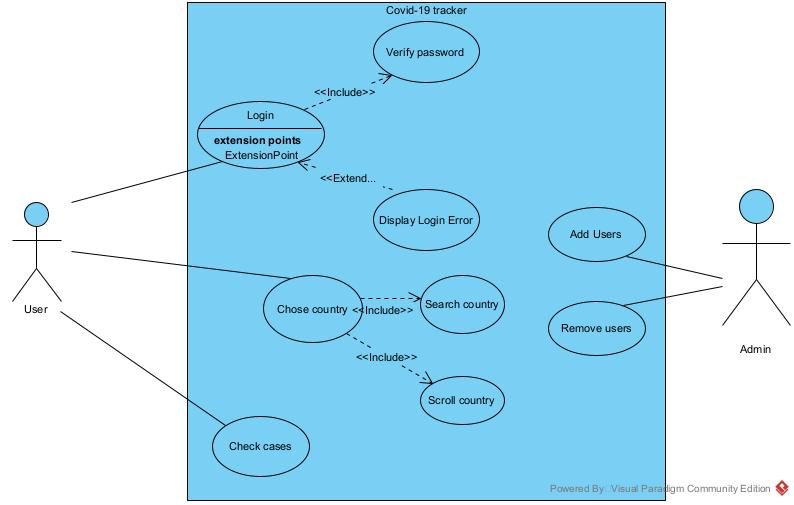 Covid-19 tracker
Verify password
<<Include>>
Login
extension points
ExtensionPoint
<<Extend...
Display Login Error
Add Users
User
Chose country
<<Include>>
Search country
Remove users
Admin
<<Include>>
Scroll country
Check cases
Powered By: Visual Paradigm Community Edition